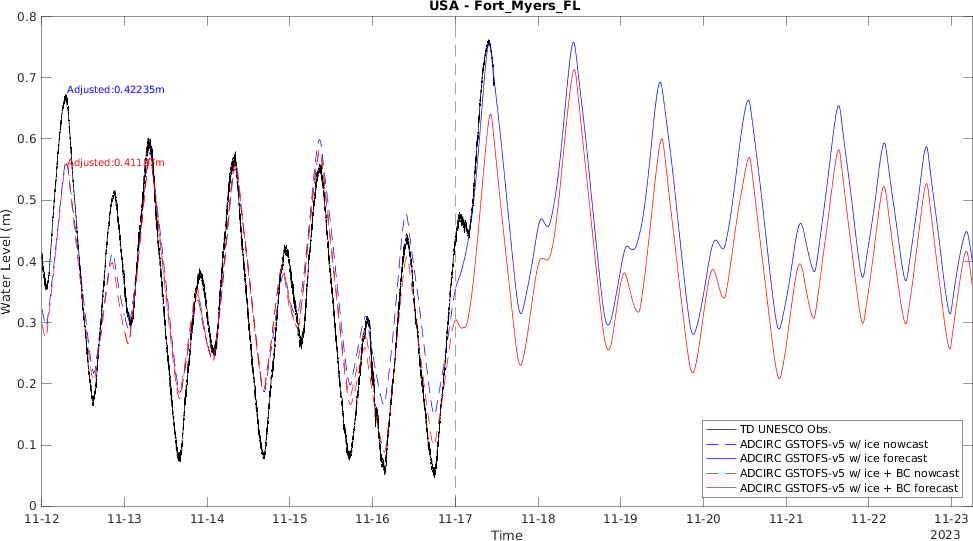 USA - Fort_Myers_FL
Water Level (m)
0.8
0.7
0.6
0.5
0.4
0.3
0.2
0.1
0
Adjusted:0.42235m
TD UNESCO Obs.
ADCIRC GSTOFS-v5 w/ ice nowcast
ADCIRC GSTOFS-v5 w/ ice forecast
ADCIRC GSTOFS-v5 w/ ice + BC nowcast
ADCIRC GSTOFS-v5 w/ ice + BC forecast
11-12 11-13 11-14 11-15 11-16 11-17 11-18 11-19 11-20 11-21 11-22 11-23
2023
Time